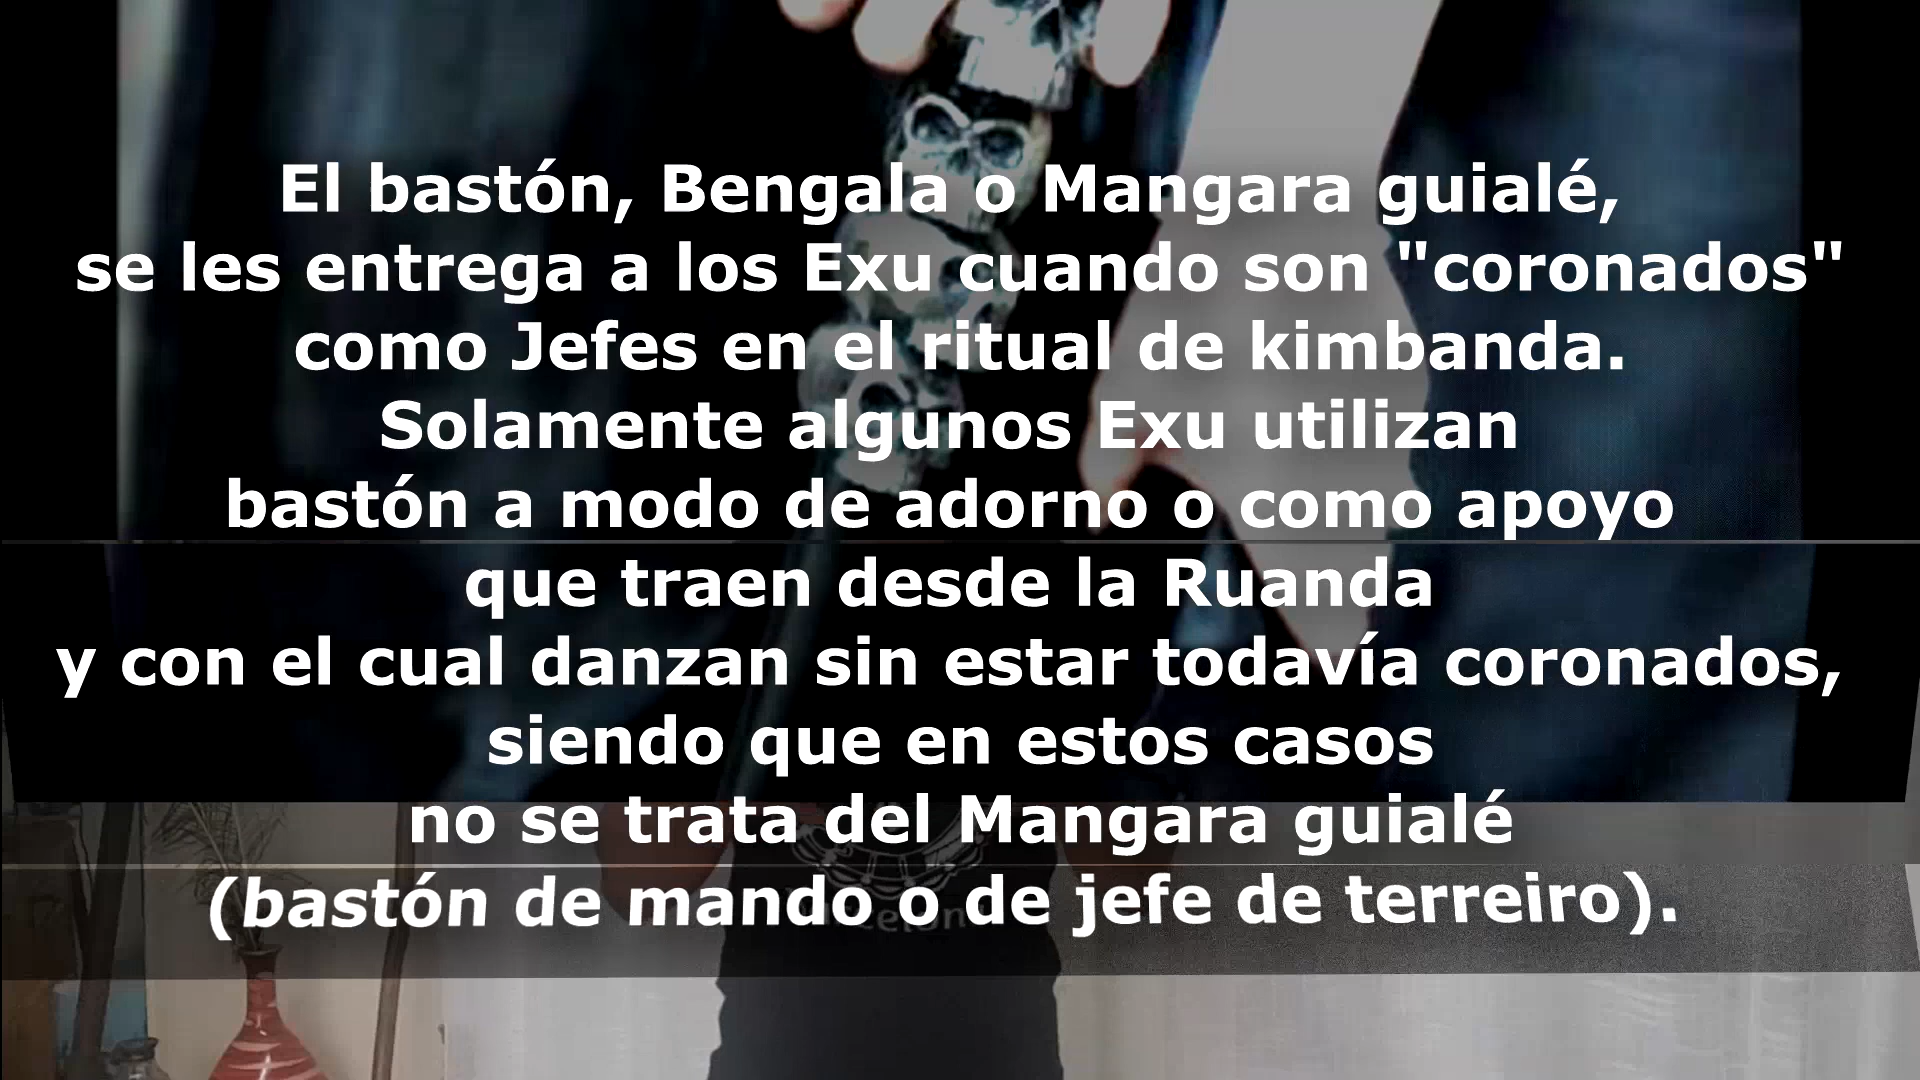 El bastón, Bengala o Mangara guialé,
se les entrega a los Exu cuando son "coronados"
como Jefes en el ritual de kimbanda.
Solamente algunos Exu utilizan
bastón a modo de adorno o como apoyo
que traen desde la Ruanda
y con el cual danzan sin estar todavía coronados,
siendo que en estos casos
no se trata del Mangara guialé
(bastón de mando o de jefe de terreiro).